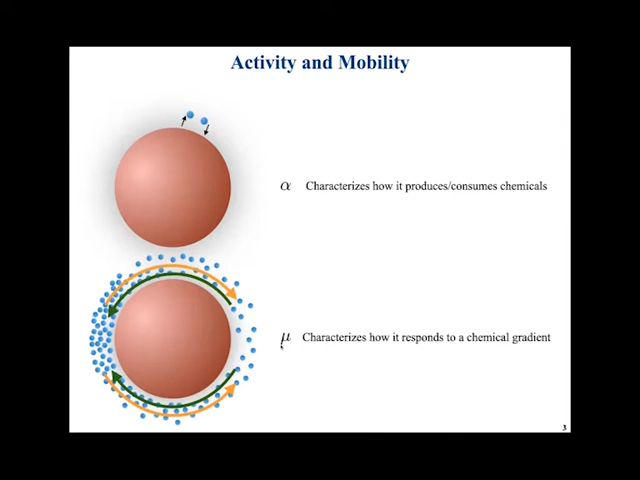 Activity and Mobility
α Characterizes how it produces/consumes chemicals
μ Characterizes how it responds to a chemical gradient
3